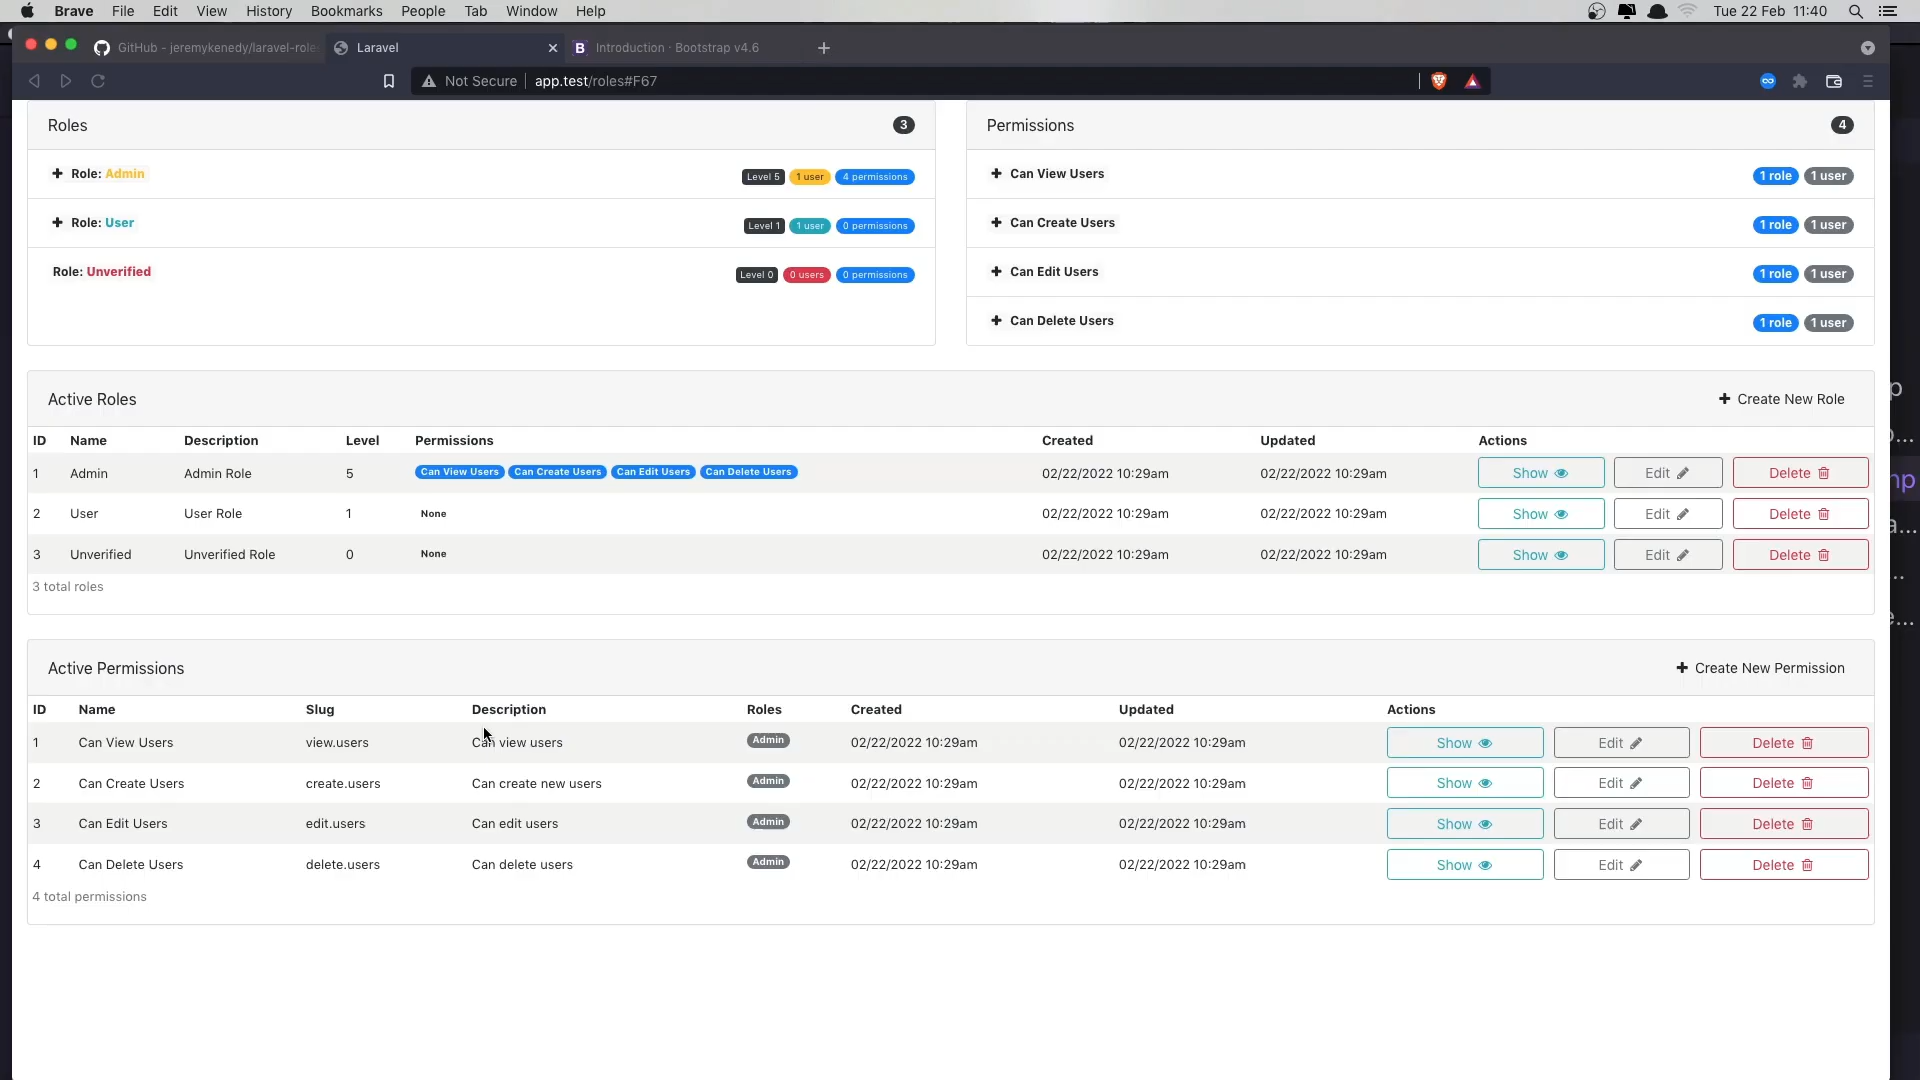 Brave File Edit View History Bookmarks People Tab Window Help Tue 22 Feb 11:40
GitHub - jeremykenedy/laravel-role Laravel Introduction · Bootstrap v4.6
Not Secure app.test/roles#F67
Roles 3
Role: Admin Level 5 1 user 4 permissions
Role: User Level 1 1 user 0 permissions
Role: Unverified Level 0 0 users 0 permissions
Permissions 4
Can View Users 1 role 1 user
Can Create Users 1 role 1 user
Can Edit Users 1 role 1 user
Can Delete Users 1 role 1 user
Active Roles Create New Role
ID Name Description Level Permissions Created Updated Actions
1 Admin Admin Role 5 Can View Users Can Create Users Can Edit Users Can Delete Users 02/22/2022 10:29am 02/22/2022 10:29am Show Edit Delete
2 User User Role 1 None 02/22/2022 10:29am 02/22/2022 10:29am Show Edit Delete
3 Unverified Unverified Role 0 None 02/22/2022 10:29am 02/22/2022 10:29am Show Edit Delete
3 total roles
Active Permissions Create New Permission
ID Name Slug Description Roles Created Updated Actions
1 Can View Users view.users Can view users Admin 02/22/2022 10:29am 02/22/2022 10:29am Show Edit Delete
2 Can Create Users create.users Can create new users Admin 02/22/2022 10:29am 02/22/2022 10:29am Show Edit Delete
3 Can Edit Users edit.users Can edit users Admin 02/22/2022 10:29am 02/22/2022 10:29am Show Edit Delete
4 Can Delete Users delete.users Can delete users Admin 02/22/2022 10:29am 02/22/2022 10:29am Show Edit Delete
4 total permissions